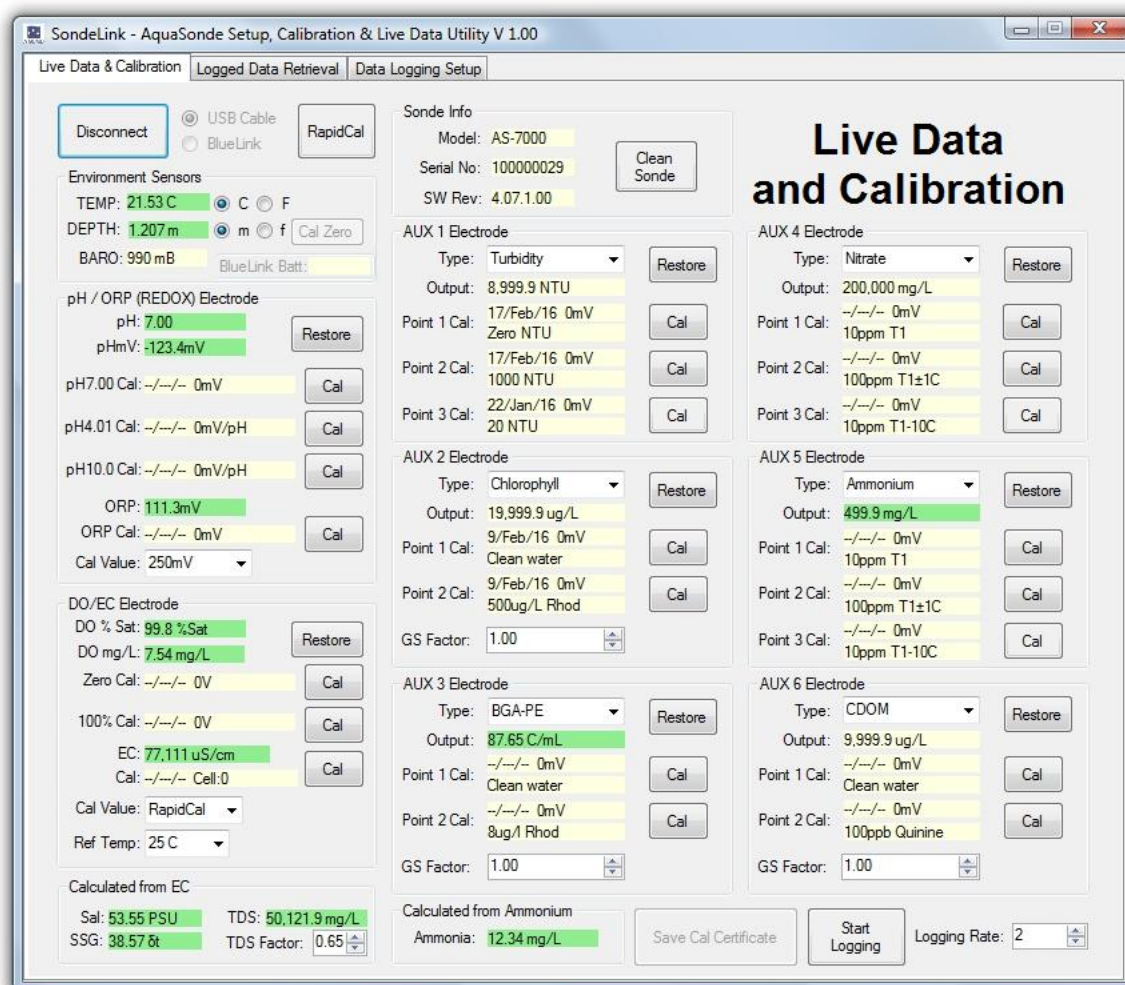 SondeLink - AquaSonde Setup, Calibration & Live Data Utility V 1.00
Live Data & Calibration
Logged Data Retrieval
Data Logging Setup
Disconnect
USB Cable
BlueLink
RapidCal
Environment Sensors
TEMP: 21.53 C
C
F
DEPTH: 1.207 m
m
f
Cal Zero
BARO: 990 mB
BlueLink Batt:
pH / ORP (REDOX) Electrode
pH: 7.00
pHmV: -123.4mV
Restore
pH7.00 Cal: --/---/-- 0mV
Cal
pH4.01 Cal: --/---/-- 0mV/pH
Cal
pH10.0 Cal: --/---/-- 0mV/pH
Cal
ORP: 111.3mV
ORP Cal: --/---/-- 0mV
Cal
Cal Value: 250mV
DO/EC Electrode
DO % Sat: 99.8 %Sat
DO mg/L: 7.54 mg/L
Restore
Zero Cal: --/---/-- 0V
Cal
100% Cal: --/---/-- 0V
Cal
EC: 77,111 uS/cm
Cal: --/---/-- Cell:0
Cal
Cal Value: RapidCal
Ref Temp: 25 C
Calculated from EC
Sal: 53.55 PSU
TDS: 50,121.9 mg/L
SSG: 38.57 δt
TDS Factor: 0.65
Sonde Info
Model: AS-7000
Serial No: 100000029
SW Rev: 4.07.1.00
Clean
Sonde
Live Data
and Calibration
AUX 1 Electrode
Type: Turbidity
Restore
Output: 8,999.9 NTU
Point 1 Cal: 17/Feb/16 0mV
Zero NTU
Cal
Point 2 Cal: 17/Feb/16 0mV
1000 NTU
Cal
Point 3 Cal: 22/Jan/16 0mV
20 NTU
Cal
AUX 2 Electrode
Type: Chlorophyll
Restore
Output: 19,999.9 ug/L
Point 1 Cal: 9/Feb/16 0mV
Clean water
Cal
Point 2 Cal: 9/Feb/16 0mV
500ug/L Rhod
Cal
GS Factor: 1.00
AUX 3 Electrode
Type: BGA-PE
Restore
Output: 87.65 C/mL
Point 1 Cal: --/---/-- 0mV
Clean water
Cal
Point 2 Cal: --/---/-- 0mV
8ug/l Rhod
Cal
GS Factor: 1.00
Calculated from Ammonium
Ammonia: 12.34 mg/L
AUX 4 Electrode
Type: Nitrate
Restore
Output: 200,000 mg/L
Point 1 Cal: --/---/-- 0mV
10ppm T1
Cal
Point 2 Cal: --/---/-- 0mV
100ppm T1±1C
Cal
Point 3 Cal: --/---/-- 0mV
10ppm T1-10C
Cal
AUX 5 Electrode
Type: Ammonium
Restore
Output: 499.9 mg/L
Point 1 Cal: --/---/-- 0mV
10ppm T1
Cal
Point 2 Cal: --/---/-- 0mV
100ppm T1±1C
Cal
Point 3 Cal: --/---/-- 0mV
10ppm T1-10C
Cal
AUX 6 Electrode
Type: CDOM
Restore
Output: 9,999.9 ug/L
Point 1 Cal: --/---/-- 0mV
Clean water
Cal
Point 2 Cal: --/---/-- 0mV
100ppb Quinine
Cal
GS Factor: 1.00
Save Cal Certificate
Start
Logging
Logging Rate: 2